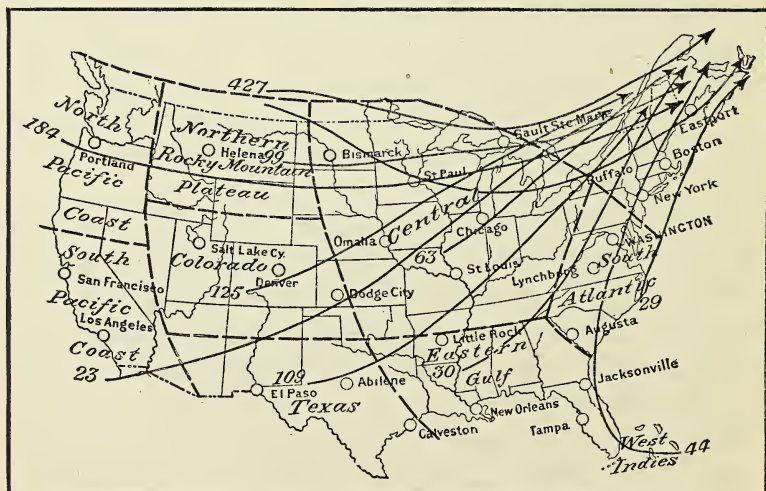 427
North
184
Portland
Pacific
Northern
Helena 99
Rocky Mountain
Plateau
Bismarck
St Paul
Sault Ste Marie
Eastport
Boston
Buffalo
New York
Coast
South
Pacific
Coast
San Francisco
Los Angeles
23
Salt Lake Cy.
Colorado
Denver
125
Omaha
Central
63
Chicago
St Louis
Dodge City
WASHINGTON
Lynchburg
South
Atlantic
29
Augusta
Little Rock
Eastern
30
Gulf
109
El Paso
Abilene
Texas
Calveston
New Orleans
Jacksonville
Tampa
West
Indies
44